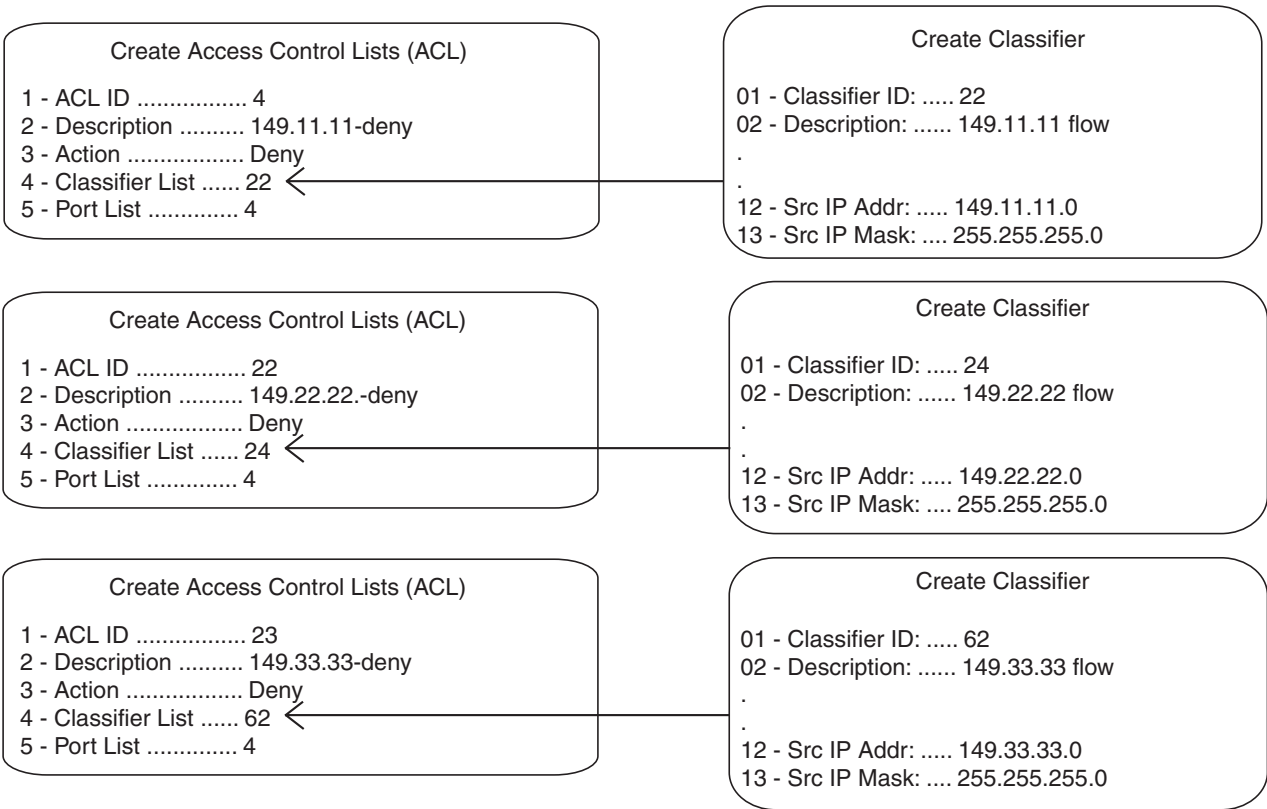 Create Access Control Lists (ACL)
1 - ACL ID ................. 4
2 - Description .......... 149.11.11-deny
3 - Action .................. Deny
4 - Classifier List ...... 22
5 - Port List .............. 4
Create Classifier
01 - Classifier ID: ..... 22
02 - Description: ...... 149.11.11 flow
.
.
12 - Src IP Addr: ..... 149.11.11.0
13 - Src IP Mask: .... 255.255.255.0
Create Access Control Lists (ACL)
1 - ACL ID ................. 22
2 - Description .......... 149.22.22.-deny
3 - Action .................. Deny
4 - Classifier List ...... 24
5 - Port List .............. 4
Create Classifier
01 - Classifier ID: ..... 24
02 - Description: ...... 149.22.22 flow
.
.
12 - Src IP Addr: ..... 149.22.22.0
13 - Src IP Mask: .... 255.255.255.0
Create Access Control Lists (ACL)
1 - ACL ID ................. 23
2 - Description .......... 149.33.33-deny
3 - Action .................. Deny
4 - Classifier List ...... 62
5 - Port List .............. 4
Create Classifier
01 - Classifier ID: ..... 62
02 - Description: ...... 149.33.33 flow
.
.
12 - Src IP Addr: ..... 149.33.33.0
13 - Src IP Mask: .... 255.255.255.0